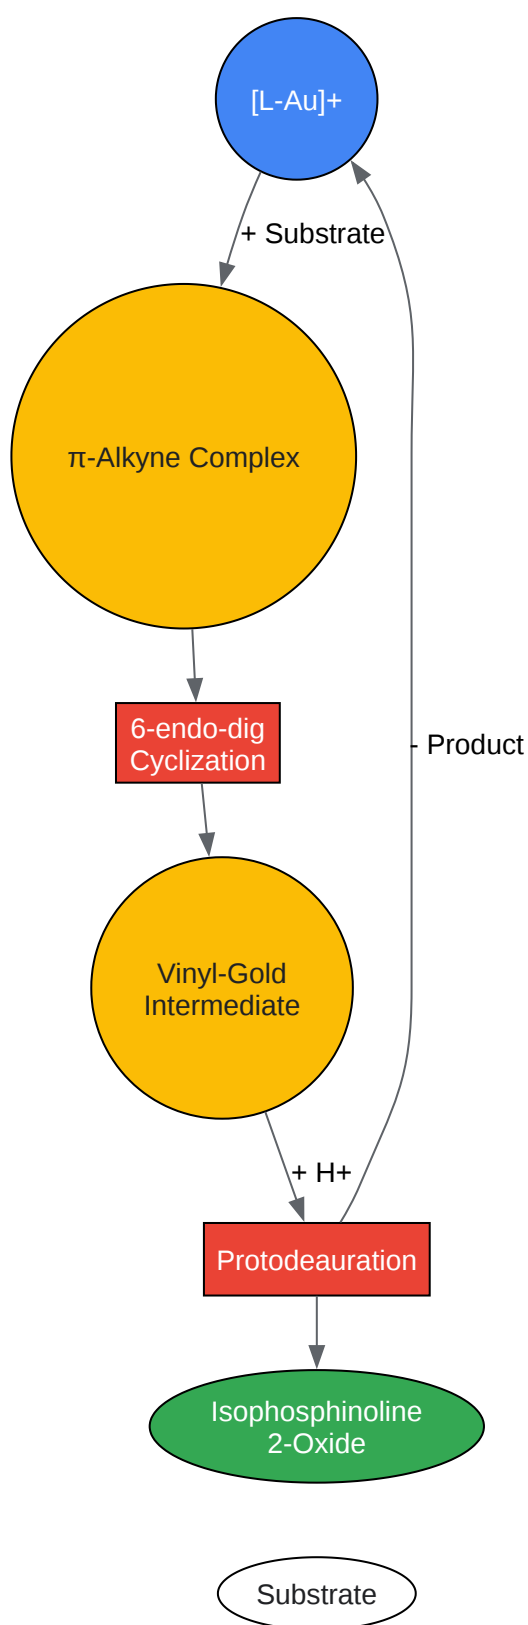 [L-Au]+
+ Substrate
π-Alkyne Complex
6-endo-dig
Cyclization
- Product
Vinyl-Gold
Intermediate
+ H+
Protodeauration
Isophosphinoline
2-Oxide
Substrate